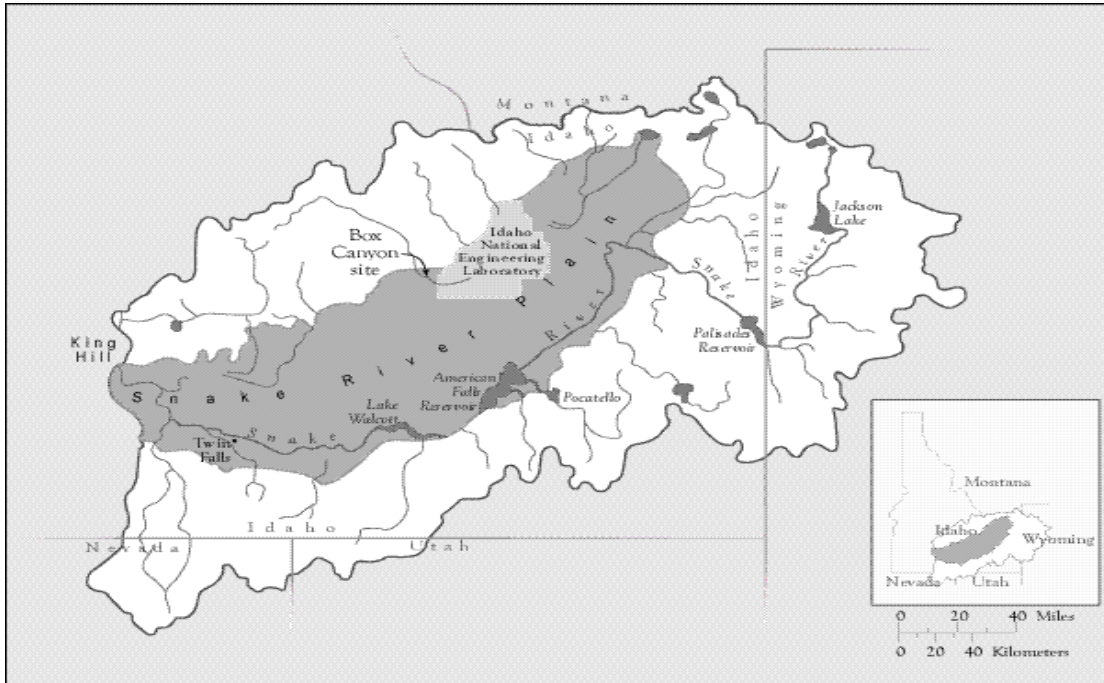 Montana
Idaho
Jackson
Lake
Idaho
Wyoming
Snake
River
Box
Canyon
site
Idaho
National
Engineering
Laboratory
Snake River Plain
River
King
Hill
Palisades
Reservoir
American
Falls
Reservoir
Pocatello
Lake
Walcott
Snake
Twin
Falls
Idaho
Nevada
Utah
Montana
Idaho
Wyoming
Nevada
Utah
0 20 40 Miles
0 20 40 Kilometers